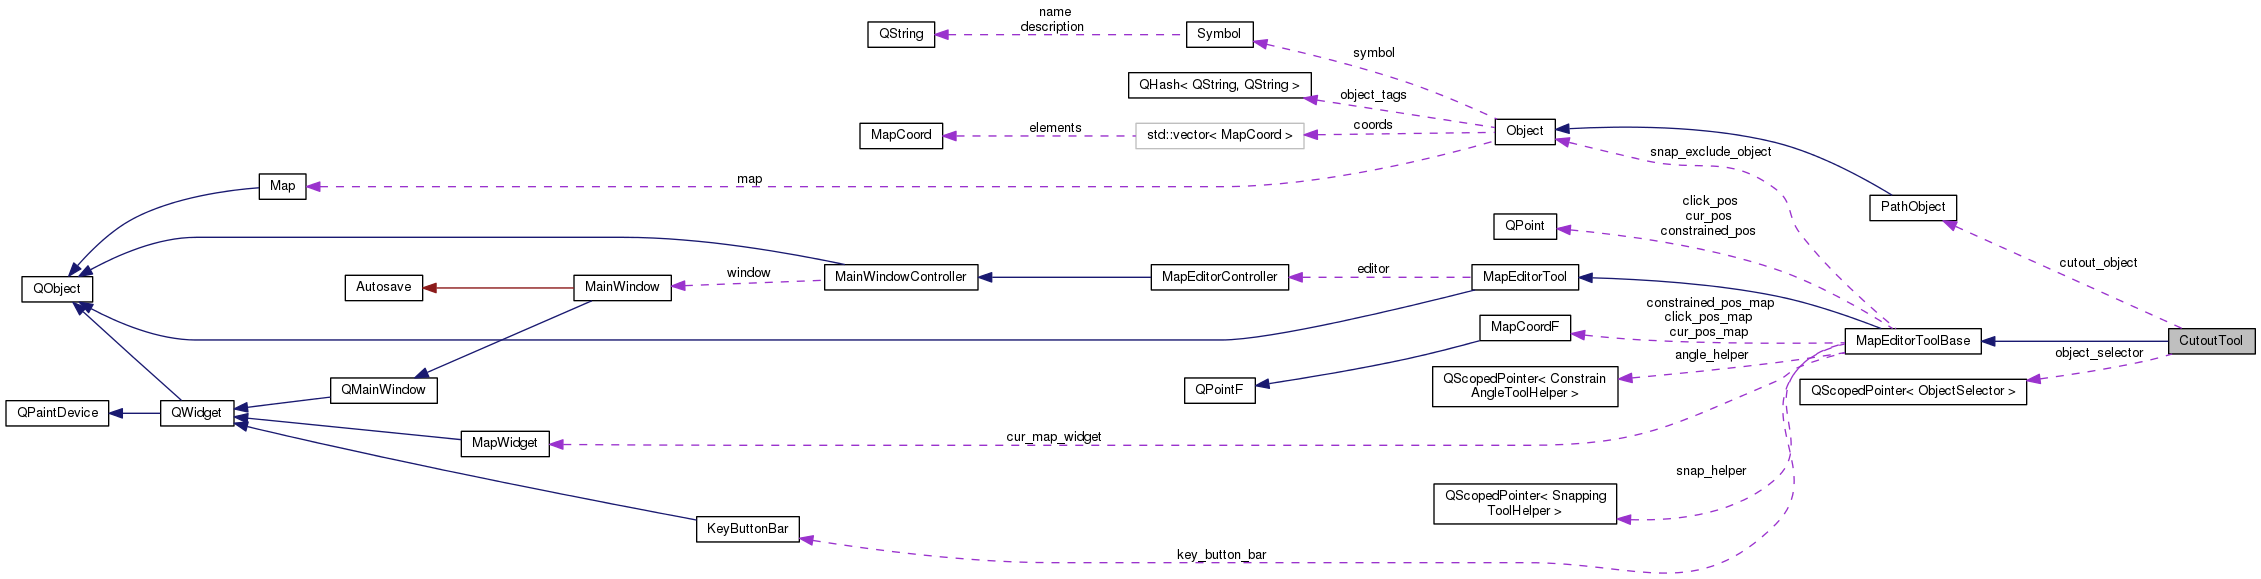 name
description
QString
Symbol
symbol
QHash< QString, QString >
object_tags
MapCoord
elements
std::vector< MapCoord >
coords
Object
snap_exclude_object
Map
map
PathObject
click_pos
cur_pos
constrained_pos
QPoint
cutout_object
QObject
Autosave
MainWindow
window
MainWindowController
MapEditorController
editor
MapEditorTool
constrained_pos_map
click_pos_map
cur_pos_map
MapCoordF
MapEditorToolBase
CutoutTool
angle_helper
object_selector
QMainWindow
QPointF
QScopedPointer< Constrain
AngleToolHelper >
QScopedPointer< ObjectSelector >
QPaintDevice
QWidget
MapWidget
cur_map_widget
snap_helper
QScopedPointer< Snapping
ToolHelper >
KeyButtonBar
key_button_bar